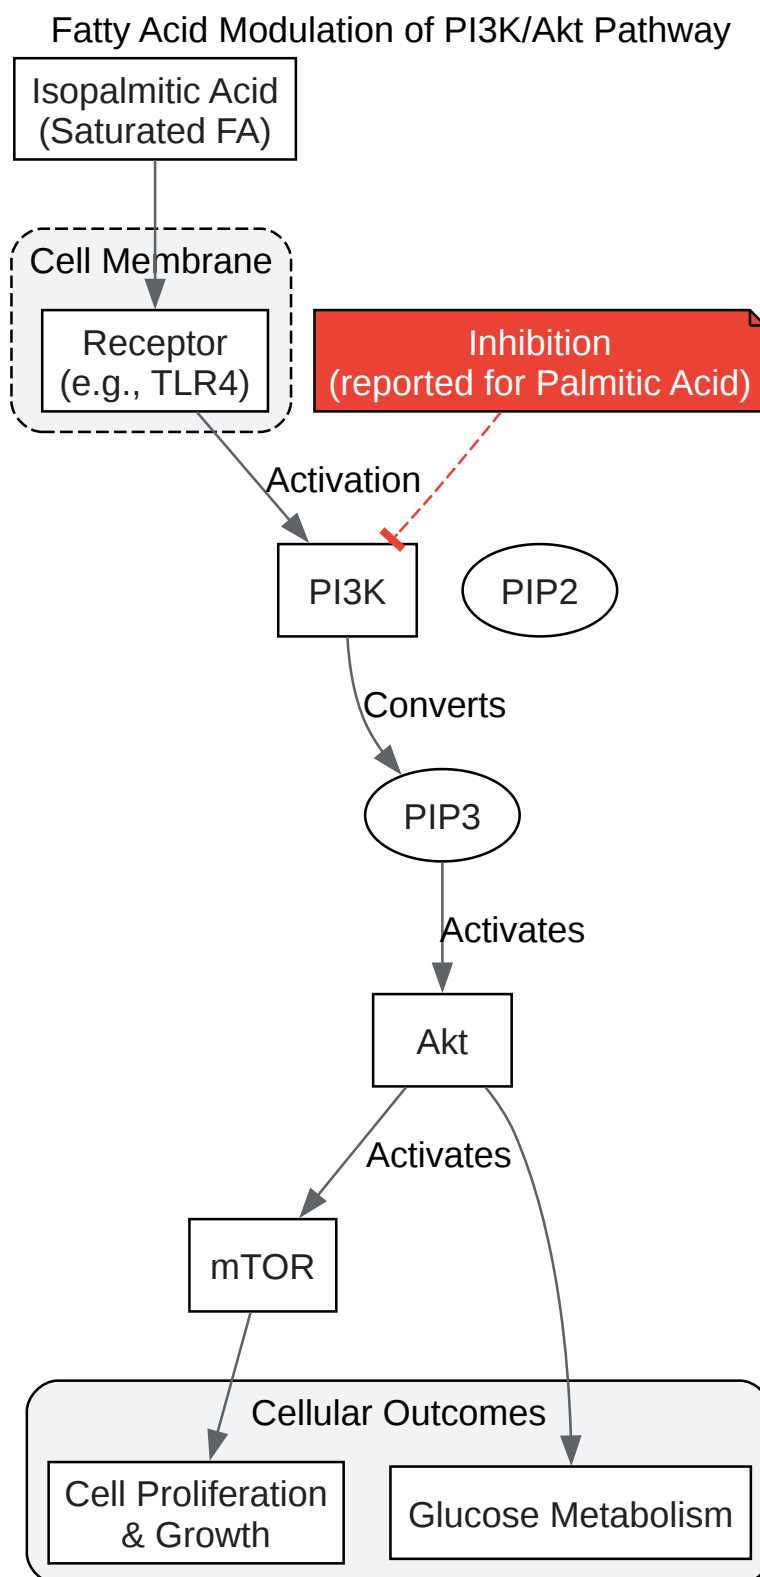 Fatty Acid Modulation of PI3K/Akt Pathway
Isopalmitic Acid
(Saturated FA)
Cell Membrane
Receptor
(e.g., TLR4)
Inhibition
(reported for Palmitic Acid)
Activation
PI3K
PIP2
Converts
PIP3
Activates
Akt
Activates
mTOR
Cellular Outcomes
Cell Proliferation
& Growth
Glucose Metabolism